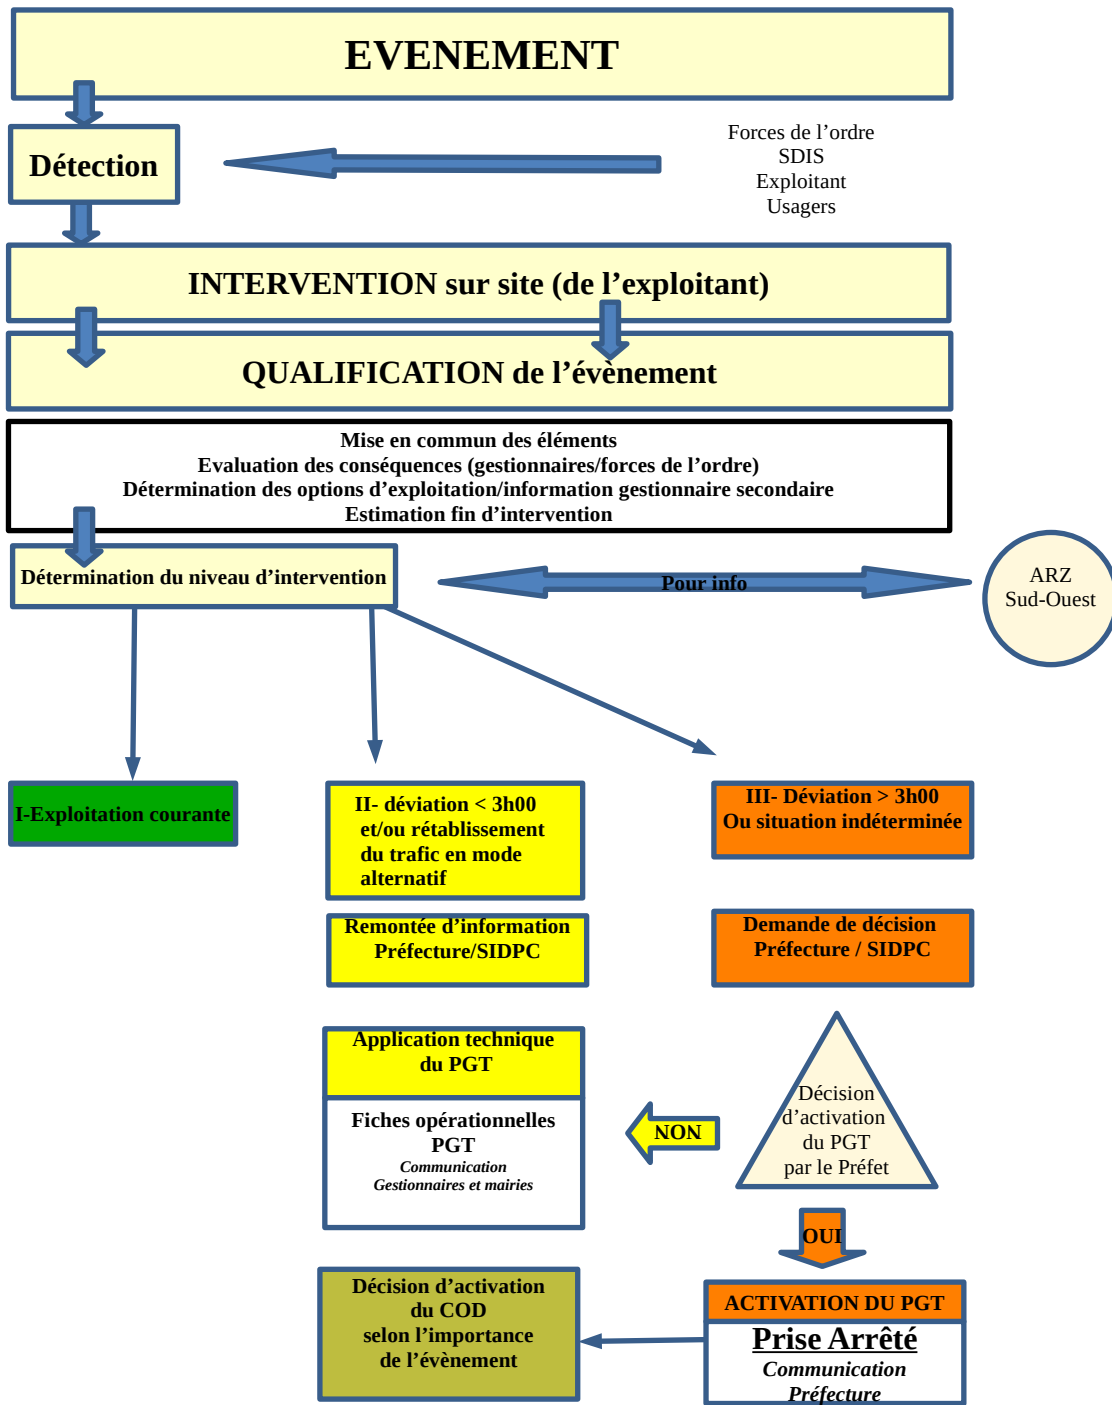 EVENEMENT
Détection
Forces de l’ordre
SDIS
Exploitant
Usagers
INTERVENTION sur site (de l’exploitant)
QUALIFICATION de l’évènement
Mise en commun des éléments
Evaluation des conséquences (gestionnaires/forces de l’ordre)
Détermination des options d’exploitation/information gestionnaire secondaire
Estimation fin d’intervention
Détermination du niveau d’intervention
Pour info
ARZ
Sud-Ouest
I-Exploitation courante
II- déviation < 3h00
et/ou rétablissement
du trafic en mode
alternatif
III- Déviation > 3h00
Ou situation indéterminée
Remontée d’information
Préfecture/SIDPC
Demande de décision
Préfecture / SIDPC
Application technique
du PGT
Fiches opérationnelles
PGT
Communication
Gestionnaires et mairies
NON
Décision
d’activation
du PGT
par le Préfet
OUI
Décision d’activation
du COD
selon l’importance
de l’évènement
ACTIVATION DU PGT
Prise Arrêté
Communication
Préfecture